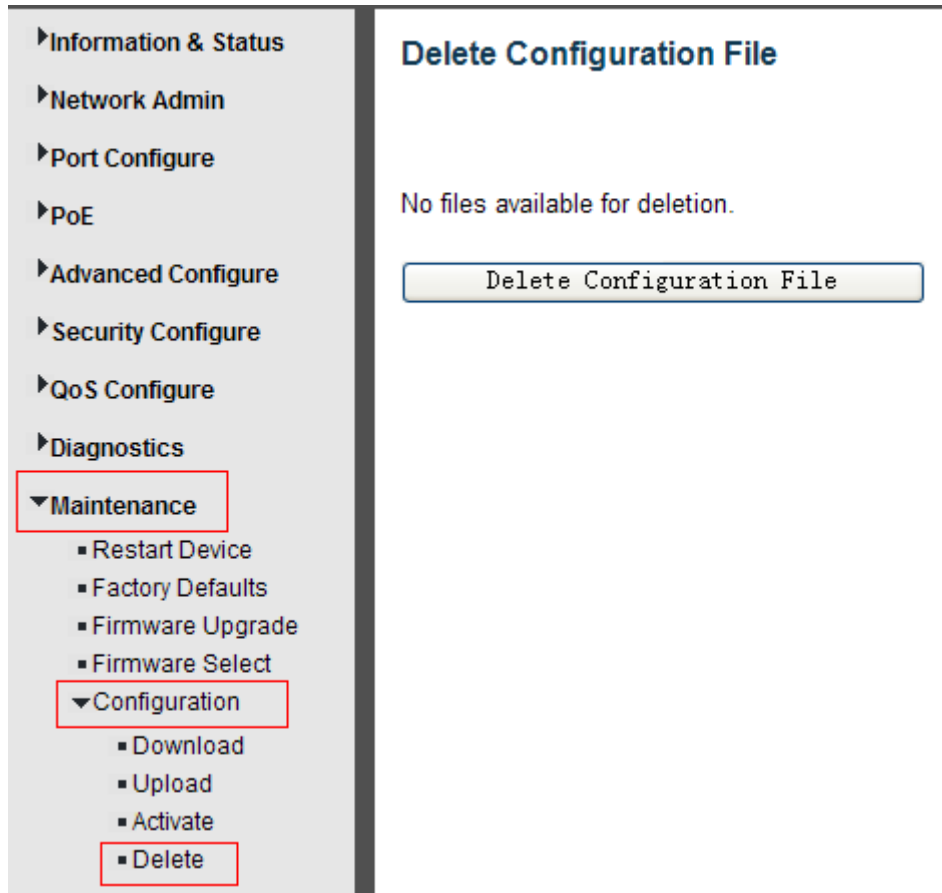 Information & Status
Network Admin
Port Configure
PoE
Advanced Configure
Security Configure
QoS Configure
Diagnostics
Maintenance
Restart Device
Factory Defaults
Firmware Upgrade
Firmware Select
Configuration
Download
Upload
Activate
Delete
Delete Configuration File
No files available for deletion.
Delete Configuration File